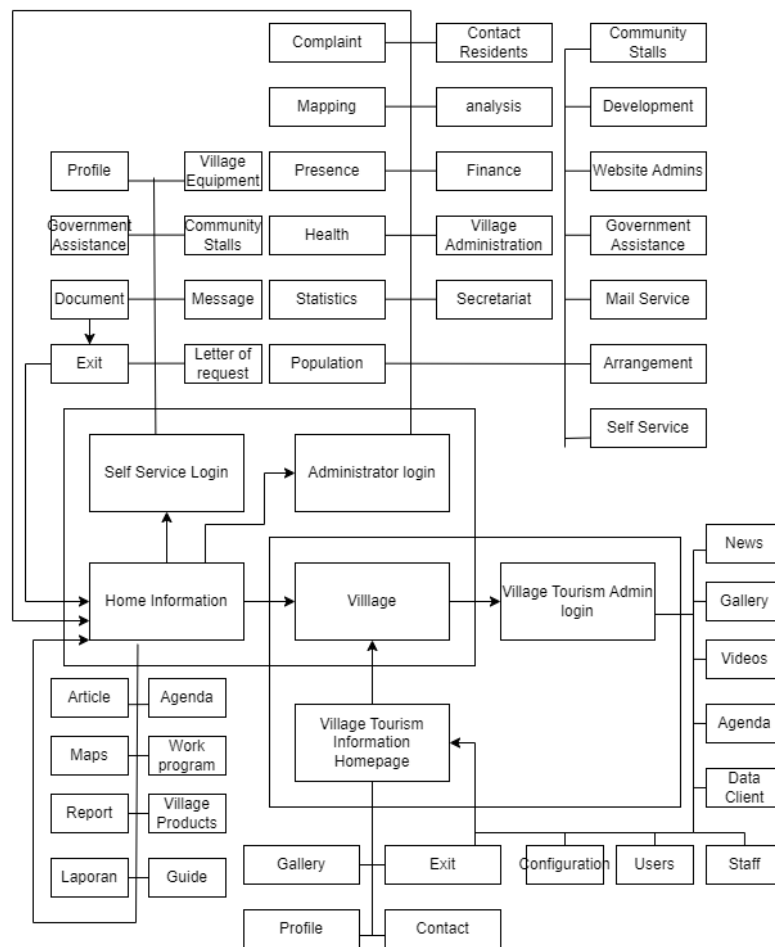 Complaint
Contact
Residents
Community
Stalls
Mapping
analysis
Development
Profile
Village
Equipment
Presence
Finance
Website Admins
Government
Assistance
Community
Stalls
Health
Village
Administration
Government
Assistance
Document
Message
Statistics
Secretariat
Mail Service
Exit
Letter of
request
Population
Arrangement
Self Service
Self Service Login
Administrator login
News
Home Information
Villlage
Village Tourism Admin
login
Gallery
Videos
Article
Agenda
Village Tourism
Information
Homepage
Agenda
Maps
Work
program
Data
Client
Report
Village
Products
Laporan
Guide
Gallery
Exit
Configuration
Users
Staff
Profile
Contact